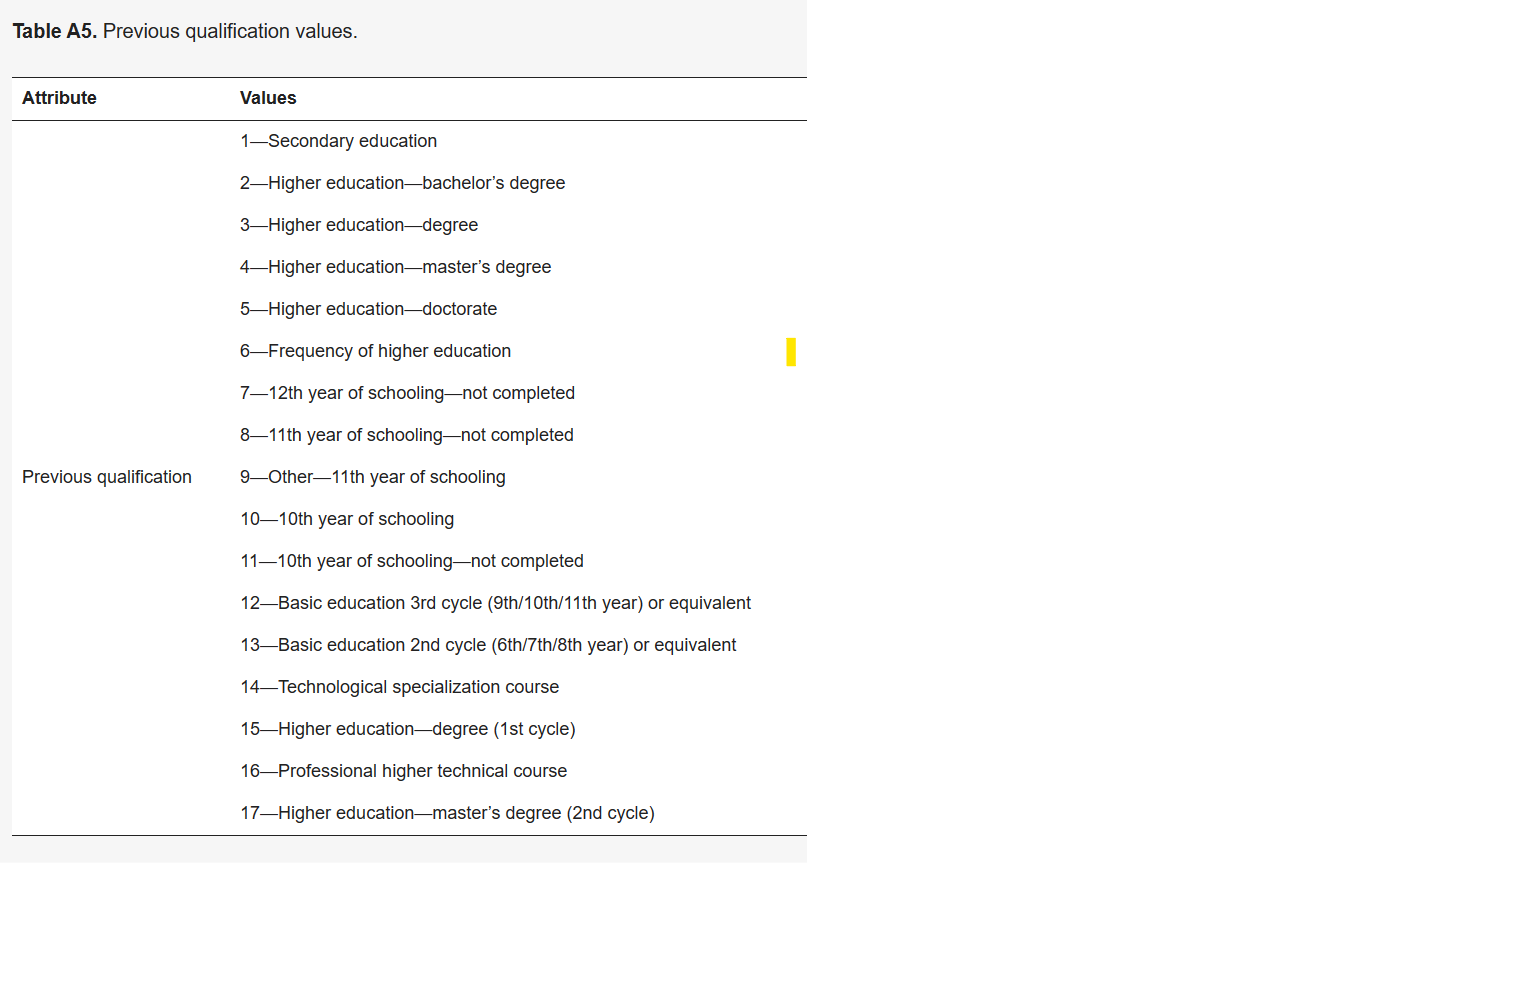 Table A5. Previous qualification values.
Attribute Values
1—Secondary education
2—Higher education—bachelor’s degree
3—Higher education—degree
4—Higher education—master’s degree
5—Higher education—doctorate
6—Frequency of higher education
7—12th year of schooling—not completed
8—11th year of schooling—not completed
Previous qualification 9—Other—11th year of schooling
10—10th year of schooling
11—10th year of schooling—not completed
12—Basic education 3rd cycle (9th/10th/11th year) or equivalent
13—Basic education 2nd cycle (6th/7th/8th year) or equivalent
14—Technological specialization course
15—Higher education—degree (1st cycle)
16—Professional higher technical course
17—Higher education—master’s degree (2nd cycle)